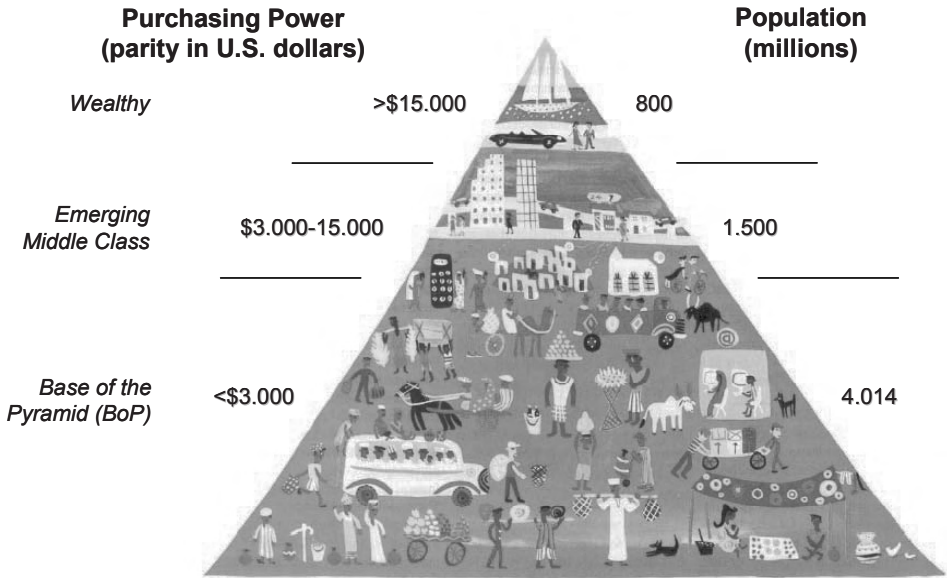 Purchasing Power
(parity in U.S. dollars)
Population
(millions)
Wealthy
>$15.000
800
Emerging
Middle Class
$3.000-15.000
1.500
Base of the
Pyramid (BoP)
<$3.000
4.014